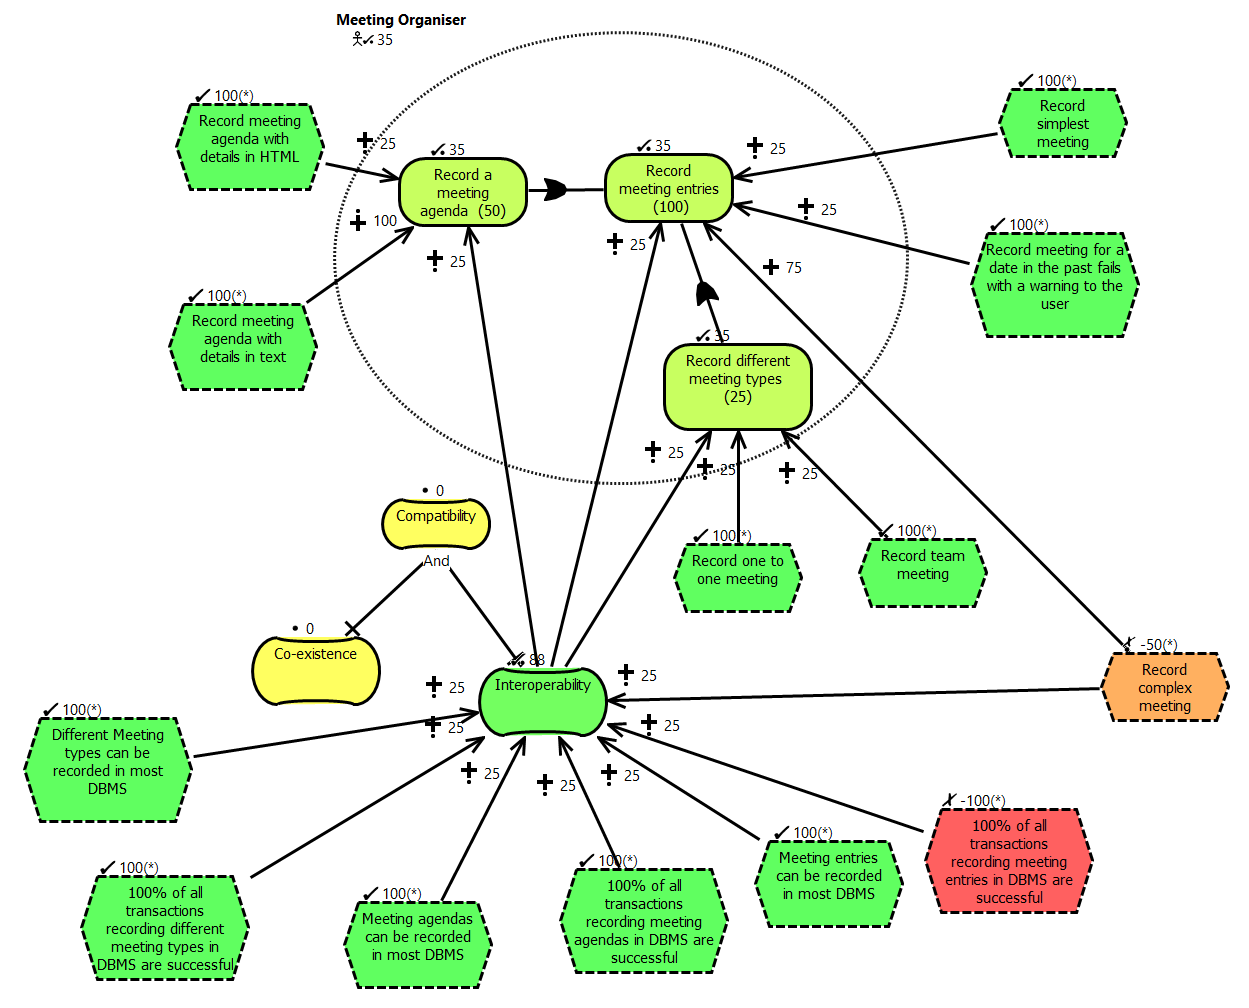 Meeting Organiser
35
100(*)
Record meeting
agenda with
details in HTML
25
35
Record a
meeting
agenda (50)
35
Record
meeting entries
(100)
25
100(*)
Record
simplest
meeting
100
25
25
25
75
100(*)
Record meeting for a
date in the past fails
with a warning to the
user
100(*)
Record meeting
agenda with
details in text
35
Record different
meeting types
(25)
25
25
25
0
Compatibility
And
100(*)
Record one to
one meeting
100(*)
Record team
meeting
0
Co-existence
88
Interoperability
25
25
-50(*)
Record
complex
meeting
100(*)
Different Meeting
types can be
recorded in most
DBMS
25
25
25
25
25
100(*)
100% of all
transactions
recording different
meeting types in
DBMS are successful
100(*)
Meeting agendas
can be recorded
in most DBMS
100(*)
100% of all
transactions
recording meeting
agendas in DBMS are
successful
100(*)
Meeting entries
can be recorded
in most DBMS
-100(*)
100% of all
transactions
recording meeting
entries in DBMS are
successful